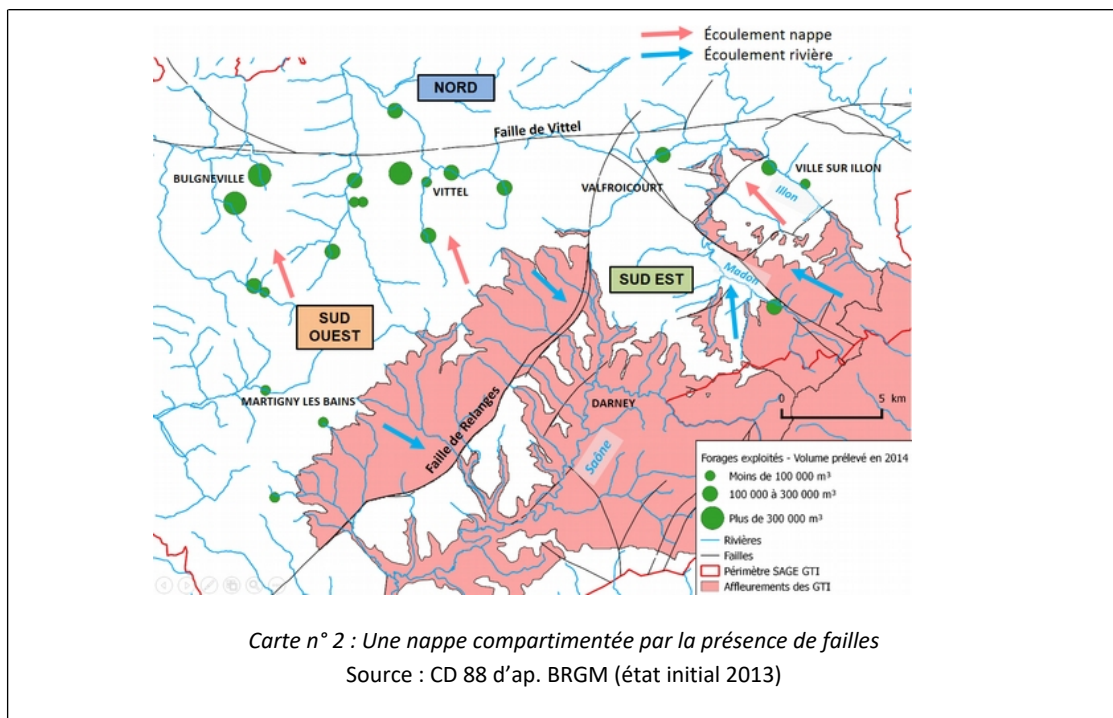 Écoulement nappe
Écoulement rivière
NORD
Faille de Vittel
BULGNEVILLE
VITTEL
VALFROICOURT
VILLE SUR ILLON
Illon
SUD EST
Madon
SUD
OUEST
MARTIGNY LES BAINS
Faille de Relanges
DARNEY
Saône
0 5 km
Forages exploités - Volume prélevé en 2014
Moins de 100 000 m³
100 000 à 300 000 m³
Plus de 300 000 m³
Rivières
Failles
Périmètre SAGE GTI
Affleurements des GTI
Carte n° 2 : Une nappe compartimentée par la présence de failles
Source : CD 88 d’ap. BRGM (état initial 2013)